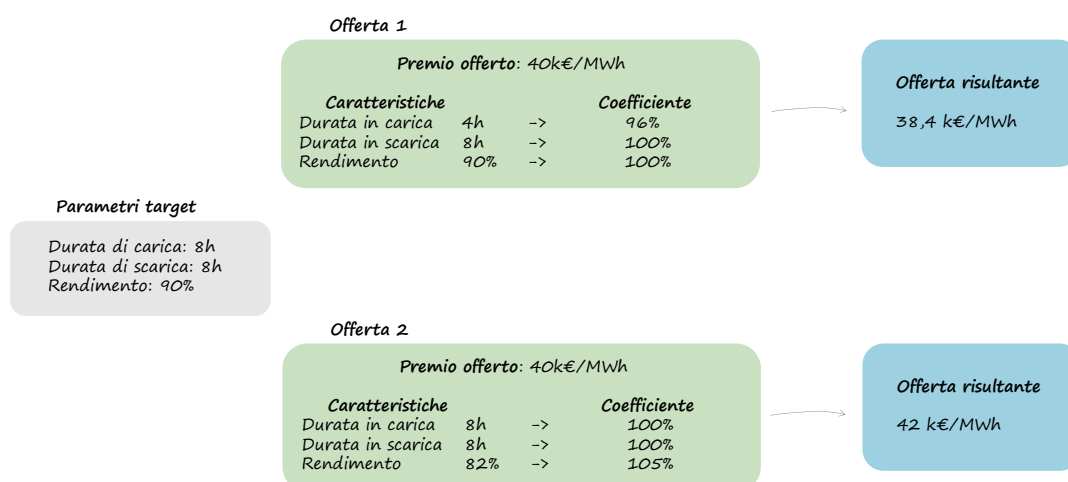 Offerta 1
Premio offerto: 40k€/MWh
Caratteristiche Coefficiente
Durata in carica 4h -> 96%
Durata in scarica 8h -> 100%
Rendimento 90% -> 100%
Offerta risultante
38,4 k€/MWh
Parametri target
Durata di carica: 8h
Durata di scarica: 8h
Rendimento: 90%
Offerta 2
Premio offerto: 40k€/MWh
Caratteristiche Coefficiente
Durata in carica 8h -> 100%
Durata in scarica 8h -> 100%
Rendimento 82% -> 105%
Offerta risultante
42 k€/MWh